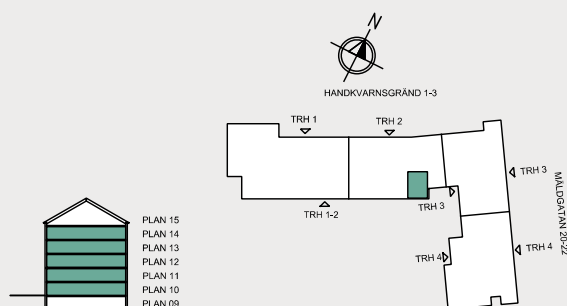 N
HANDKVARNSGRÄND 1-3
TRH 1
TRH 2
TRH 3
TRH 3
TRH 1-2
TRH 4
TRH 4
MÄLDGATAN 20-22
PLAN 15
PLAN 14
PLAN 13
PLAN 12
PLAN 11
PLAN 10
PLAN 09